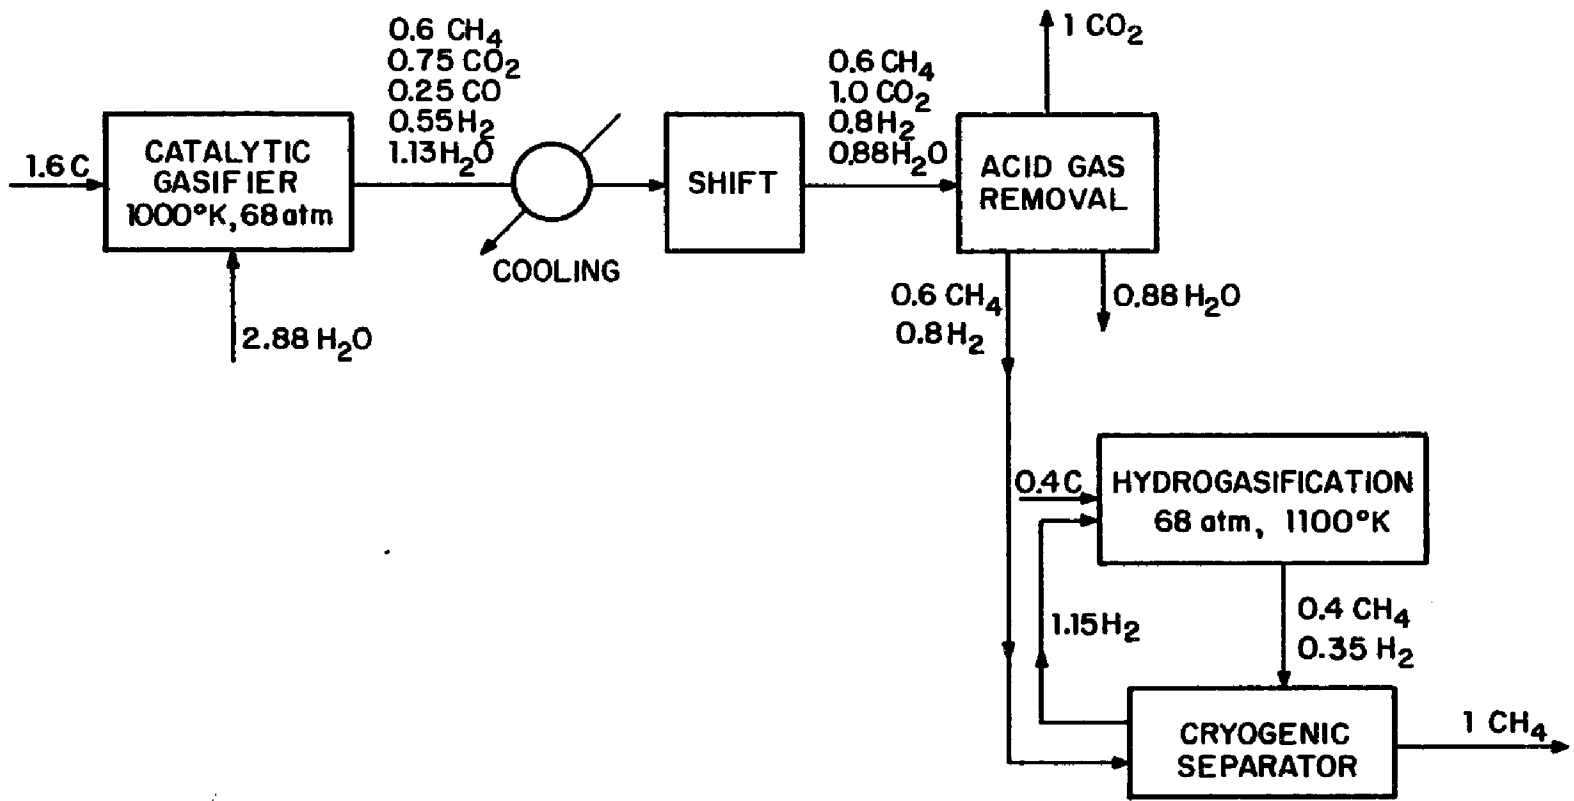 1.6 C
CATALYTIC
GASIFIER
1000°K, 68 atm
2.88 H₂O
0.6 CH₄
0.75 CO₂
0.25 CO
0.55 H₂
1.13 H₂O
COOLING
SHIFT
0.6 CH₄
1.0 CO₂
0.8 H₂
0.88 H₂O
1 CO₂
ACID GAS
REMOVAL
0.6 CH₄
0.8 H₂
0.88 H₂O
0.4 C
HYDROGASIFICATION
68 atm, 1100°K
1.15 H₂
0.4 CH₄
0.35 H₂
CRYOGENIC
SEPARATOR
1 CH₄